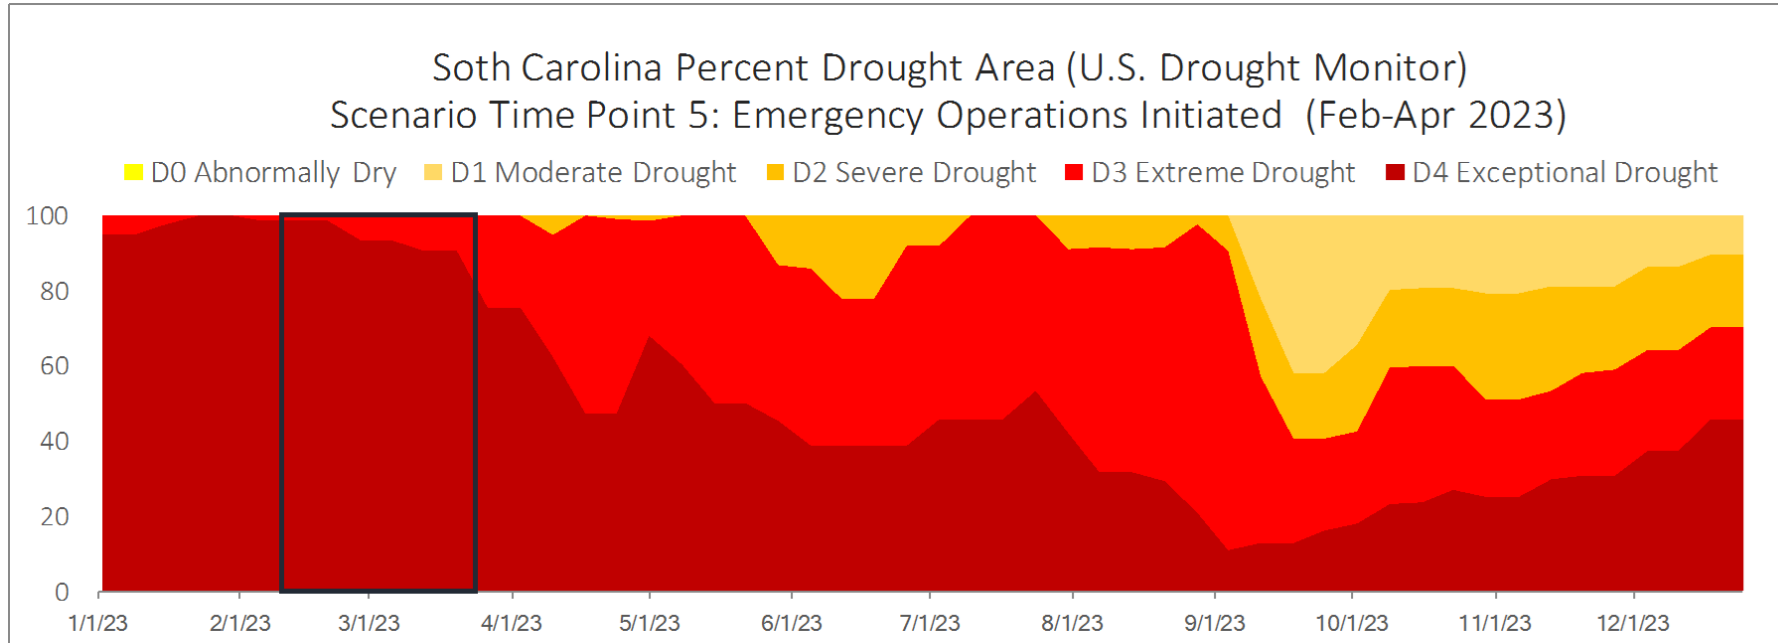 Soth Carolina Percent Drought Area (U.S. Drought Monitor)
Scenario Time Point 5: Emergency Operations Initiated  (Feb-Apr 2023)
D0 Abnormally Dry D1 Moderate Drought D2 Severe Drought D3 Extreme Drought D4 Exceptional Drought
100
80
60
40
20
0
1/1/23 2/1/23 3/1/23 4/1/23 5/1/23 6/1/23 7/1/23 8/1/23 9/1/23 10/1/23 11/1/23 12/1/23